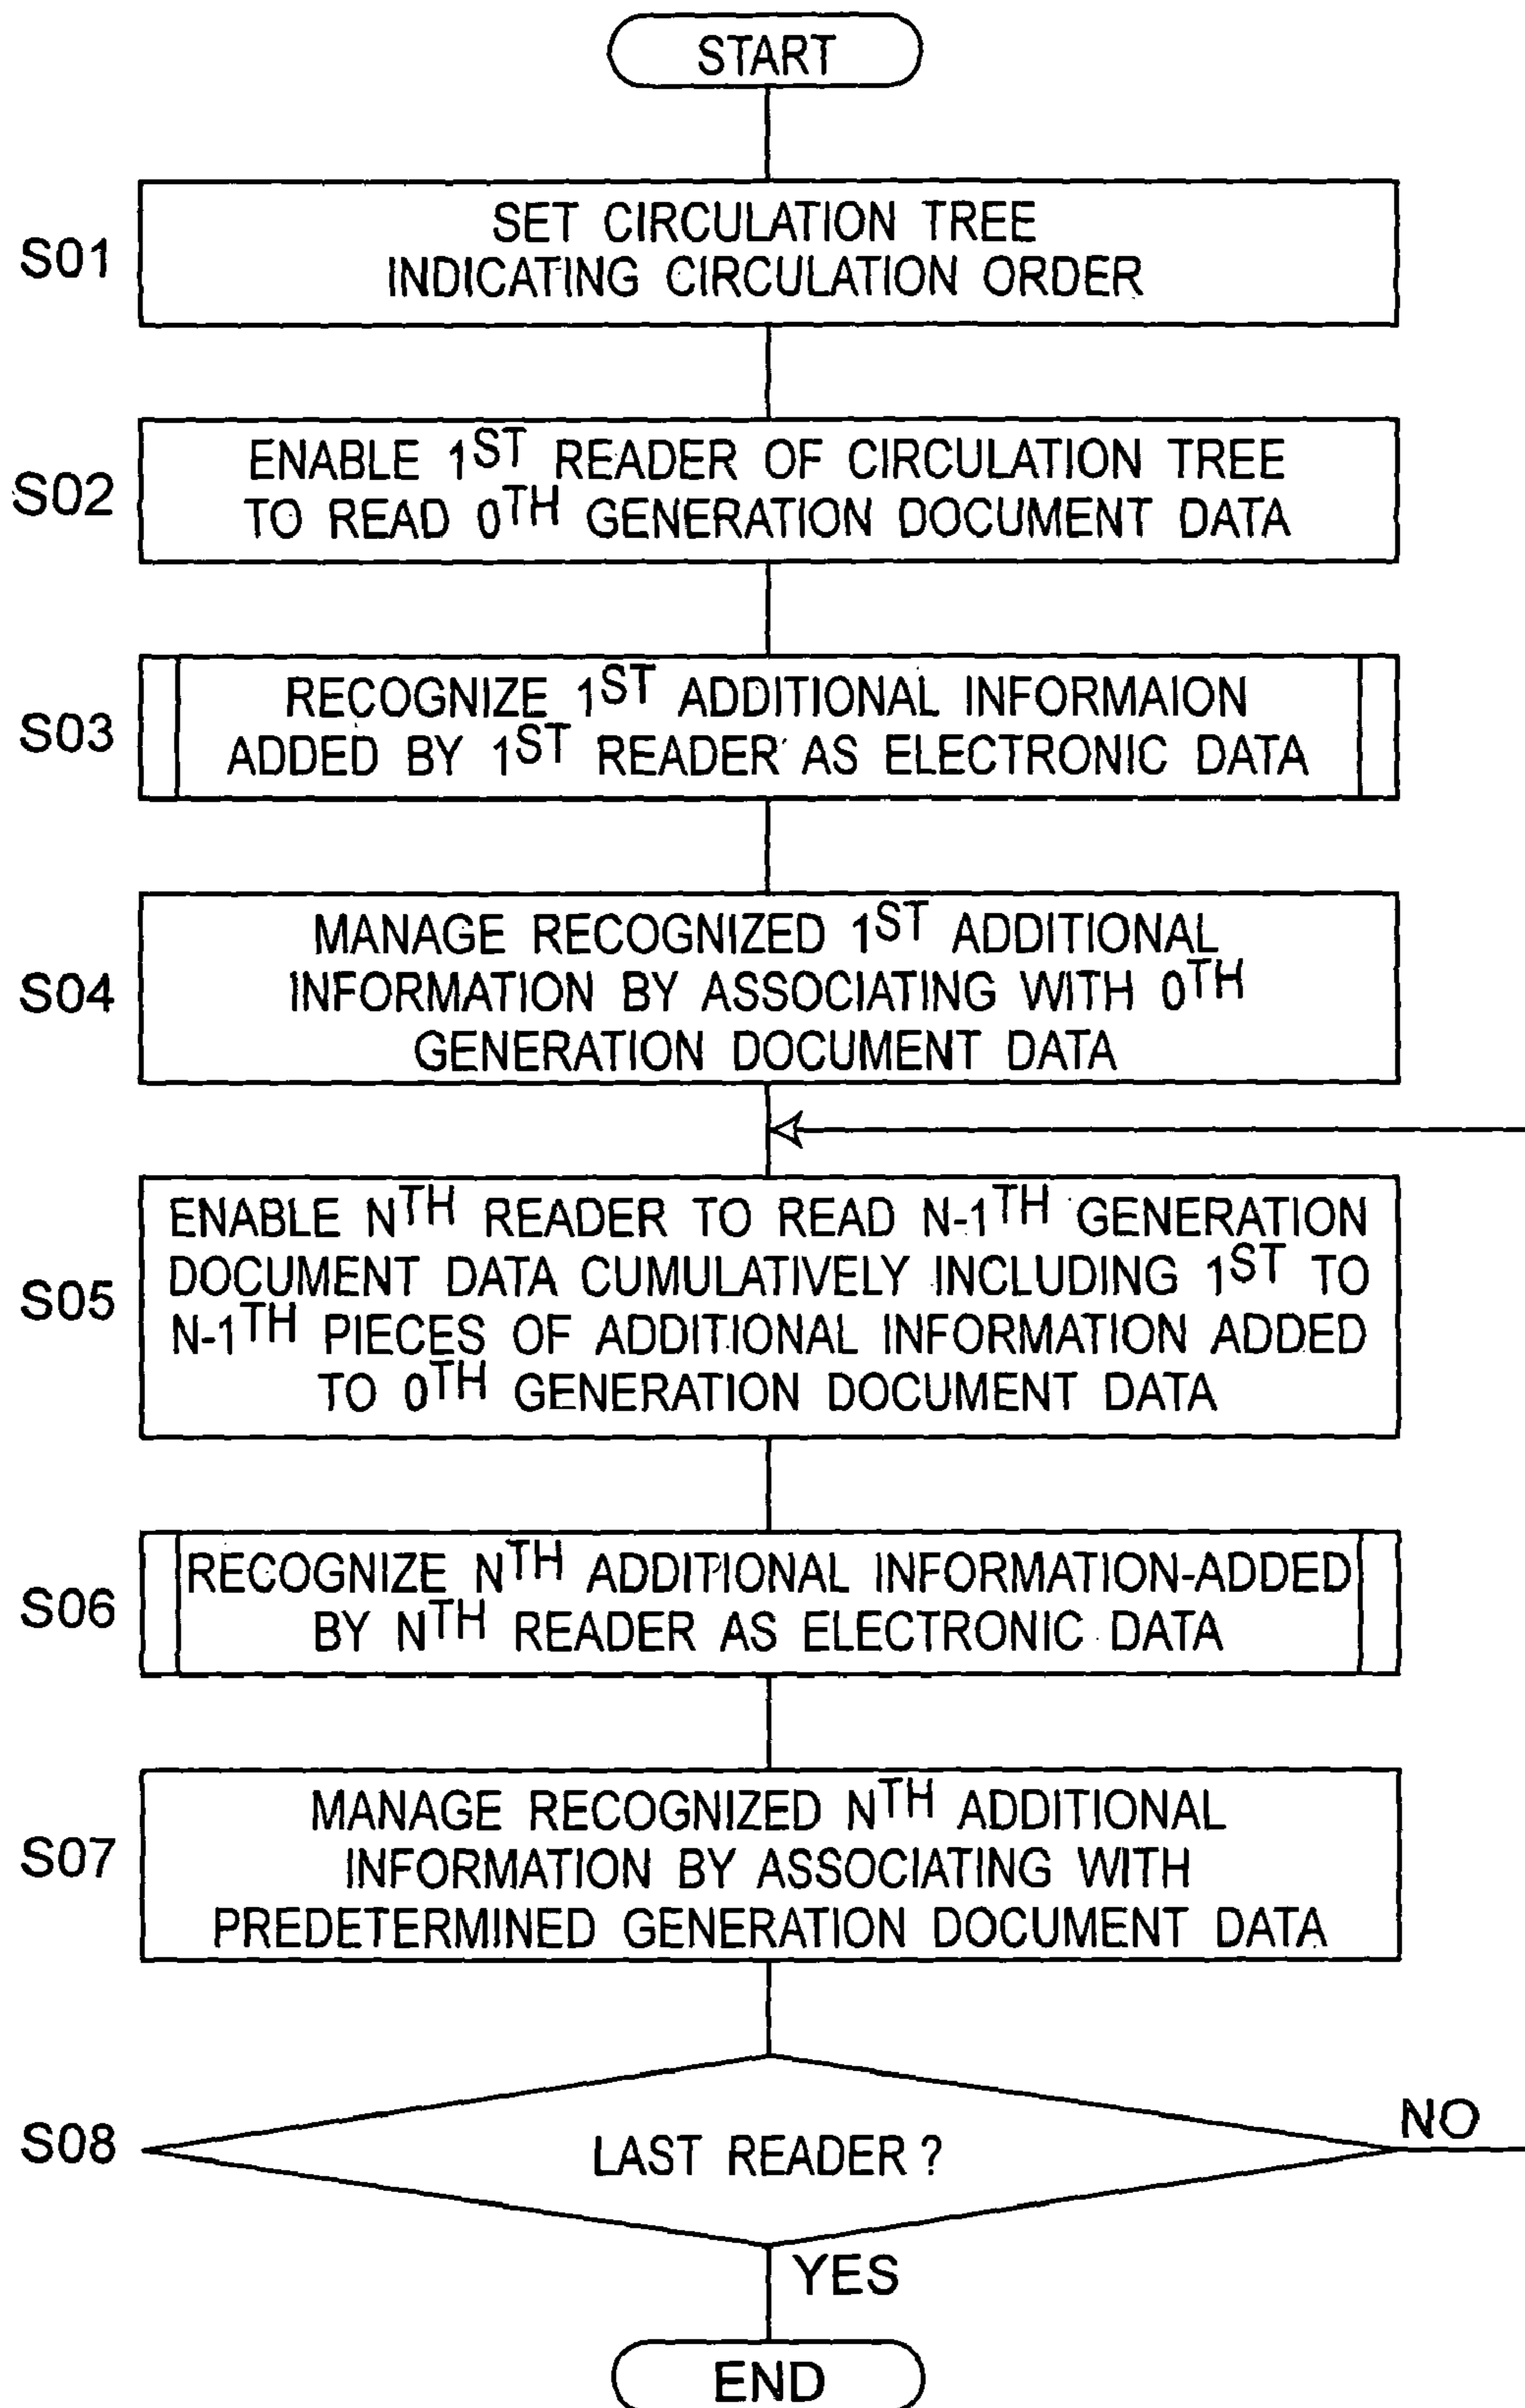 START
S01
SET CIRCULATION TREE
INDICATING CIRCULATION ORDER
S02
ENABLE 1ST READER OF CIRCULATION TREE
TO READ 0TH GENERATION DOCUMENT DATA
S03
RECOGNIZE 1ST ADDITIONAL INFORMAION
ADDED BY 1ST READER AS ELECTRONIC DATA
S04
MANAGE RECOGNIZED 1ST ADDITIONAL
INFORMATION BY ASSOCIATING WITH 0TH
GENERATION DOCUMENT DATA
S05
ENABLE NTH READER TO READ N-1TH GENERATION
DOCUMENT DATA CUMULATIVELY INCLUDING 1ST TO
N-1TH PIECES OF ADDITIONAL INFORMATION ADDED
TO 0TH GENERATION DOCUMENT DATA
S06
RECOGNIZE NTH ADDITIONAL INFORMATION-ADDED
BY NTH READER AS ELECTRONIC DATA
S07
MANAGE RECOGNIZED NTH ADDITIONAL
INFORMATION BY ASSOCIATING WITH
PREDETERMINED GENERATION DOCUMENT DATA
S08
LAST READER ?
NO
YES
END